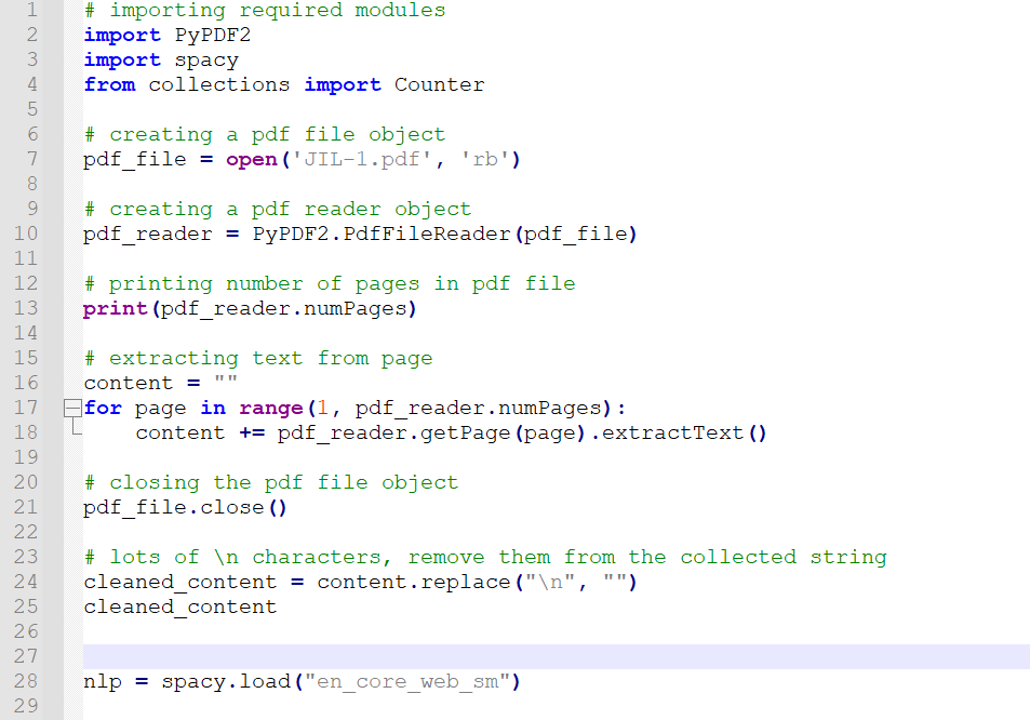 1 # importing required modules
2 import PyPDF2
3 import spacy
4 from collections import Counter
5
6 # creating a pdf file object
7 pdf_file = open('JIL-1.pdf', 'rb')
8
9 # creating a pdf reader object
10 pdf_reader = PyPDF2.PdfFileReader(pdf_file)
11
12 # printing number of pages in pdf file
13 print(pdf_reader.numPages)
14
15 # extracting text from page
16 content = ""
17 for page in range(1, pdf_reader.numPages):
18     content += pdf_reader.getPage(page).extractText()
19
20 # closing the pdf file object
21 pdf_file.close()
22
23 # lots of \n characters, remove them from the collected string
24 cleaned_content = content.replace("\n", "")
25 cleaned_content
26
27
28 nlp = spacy.load("en_core_web_sm")
29